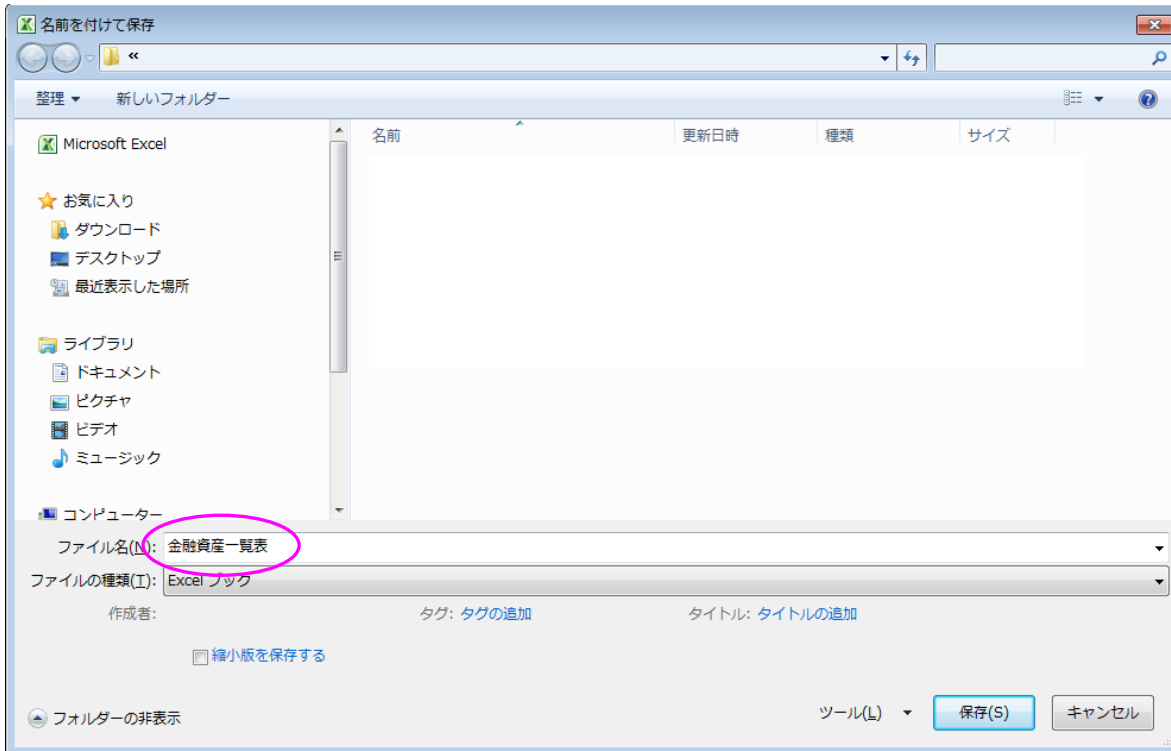 名前を付けて保存
«
整理 ▼ 新しいフォルダー
名前 更新日時 種類 サイズ
Microsoft Excel
お気に入り
ダウンロード
デスクトップ
最近表示した場所
ライブラリ
ドキュメント
ピクチャ
ビデオ
ミュージック
コンピューター
ファイル名(N): 金融資産一覧表
ファイルの種類(T): Excel ブック
作成者: タグ: タグの追加 タイトル: タイトルの追加
縮小版を保存する
フォルダーの非表示 ツール(L) ▼ 保存(S) キャンセル